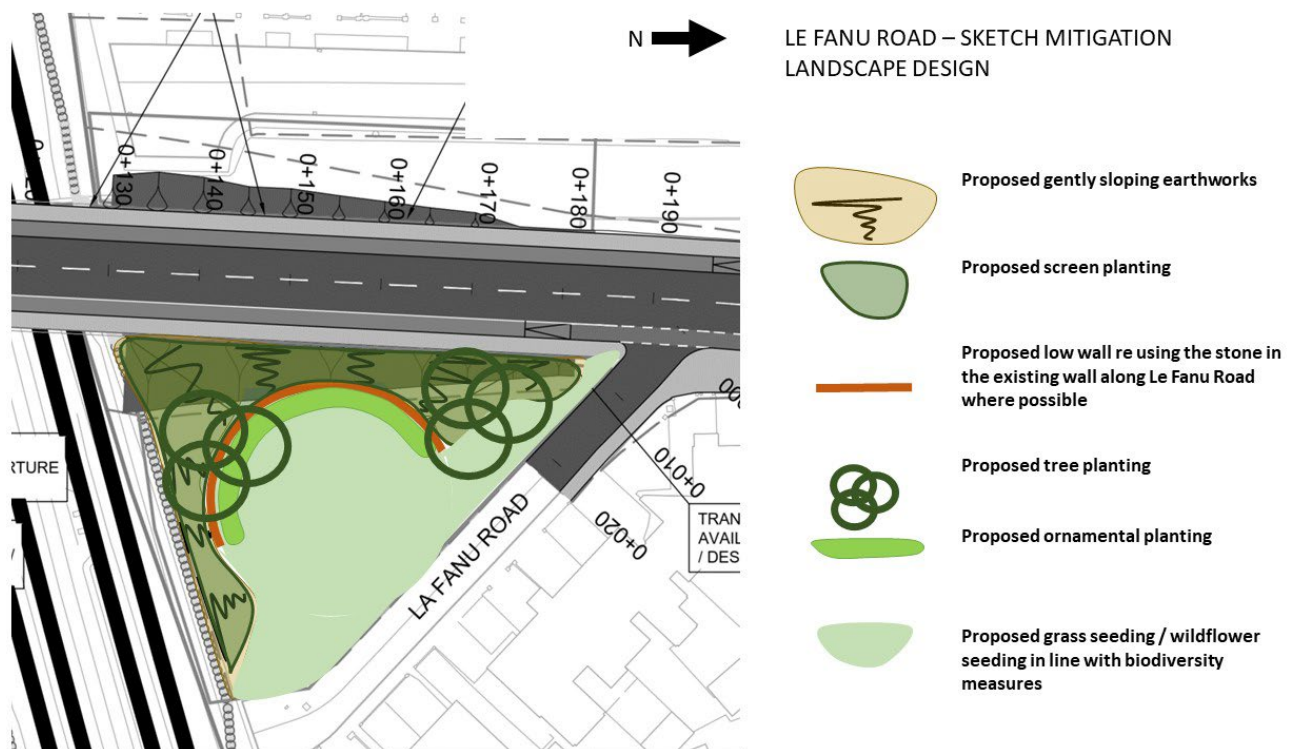 N
LE FANU ROAD – SKETCH MITIGATION
LANDSCAPE DESIGN
0+130
0+140
0+150
0+160
0+170
0+180
0+190
Proposed gently sloping earthworks
Proposed screen planting
Proposed low wall re using the stone in
the existing wall along Le Fanu Road
where possible
Proposed tree planting
Proposed ornamental planting
Proposed grass seeding / wildflower
seeding in line with biodiversity
measures
RTURE
LA FANU ROAD
0+010
0+020
TRAN
AVAIL
/ DES